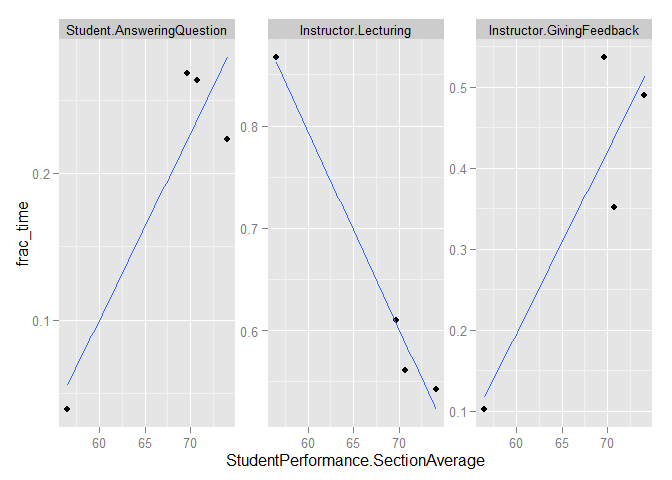 Student.AnsweringQuestion Instructor.Lecturing Instructor.GivingFeedback
frac_time
0.2
0.1
0.8
0.7
0.6
0.5
0.4
0.3
0.2
0.1
60 65 70 60 65 70 60 65 70
StudentPerformance.SectionAverage